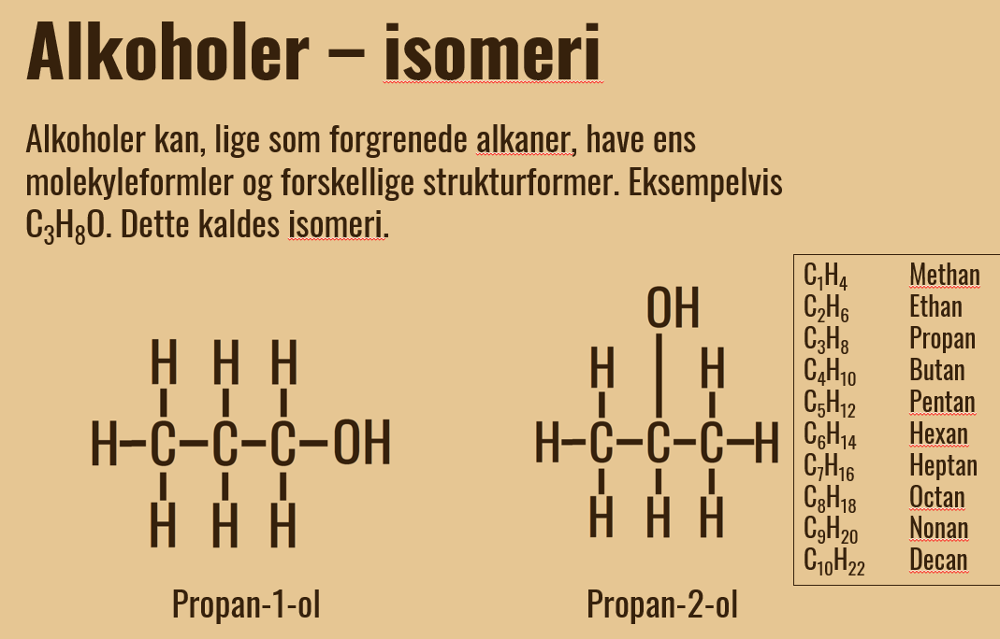 Alkoholer – isomeri
Alkoholer kan, lige som forgrenede alkaner, have ens
molekyleformler og forskellige strukturformer. Eksempelvis
C₃H₈O. Dette kaldes isomeri.
H H H
H–C–C–C–OH
H H H
Propan-1-ol
OH
H H
H–C–C–C–H
H H H
Propan-2-ol
C₁H₄ Methan
C₂H₆ Ethan
C₃H₈ Propan
C₄H₁₀ Butan
C₅H₁₂ Pentan
C₆H₁₄ Hexan
C₇H₁₆ Heptan
C₈H₁₈ Octan
C₉H₂₀ Nonan
C₁₀H₂₂ Decan